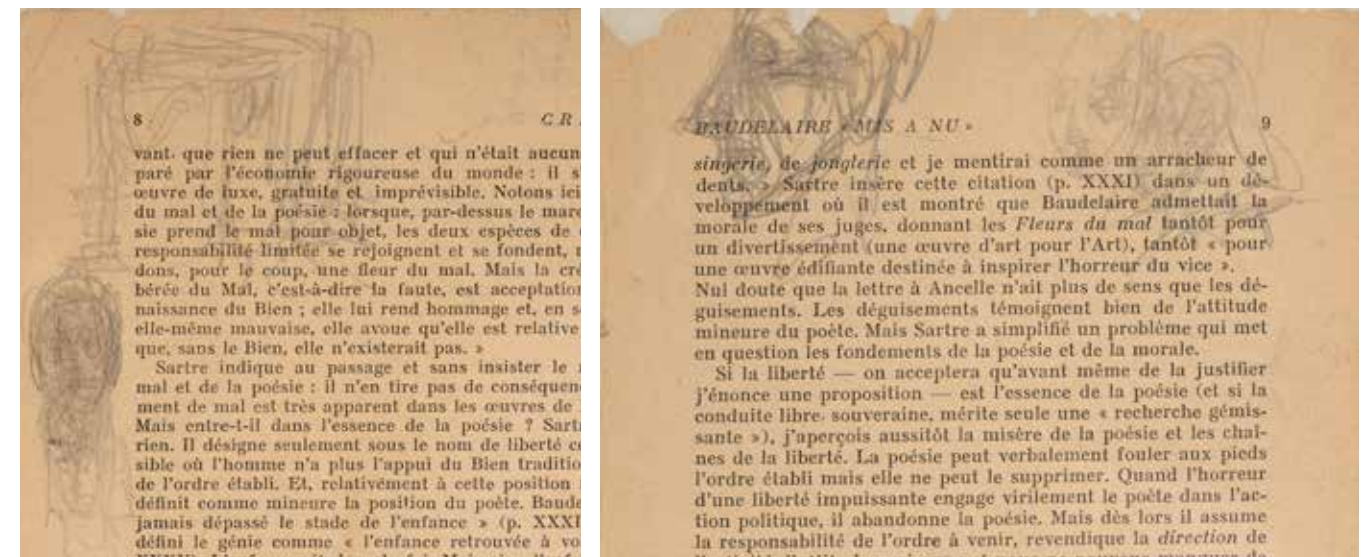 8 CR
vant. que rien ne peut effacer et qui n'était aucun
paré par l'économie rigoureuse du monde : il s
œuvre de luxe, gratuite et imprévisible. Notons ici
du mal et de la poésie : lorsque, par-dessus le marc
sie prend le mal pour objet, les deux espèces de
responsabilité limitée se rejoignent et se fondent,
dons, pour le coup, une fleur du mal. Mais la cré
bérée du Mal, c'est-à-dire la faute, est acceptation
naissance du Bien ; elle lui rend hommage et, en s
elle-même mauvaise, elle avoue qu'elle est relative
que, sans le Bien, elle n'existerait pas. »
Sartre indique au passage et sans insister le
mal et de la poésie : il n'en tire pas de conséquen
ment de mal est très apparent dans les œuvres de
Mais entre-t-il dans l'essence de la poésie ? Sart
rien. Il désigne seulement sous le nom de liberté ce
sible où l'homme n'a plus l'appui du Bien traditio
de l'ordre établi. Et, relativement à cette position
définit comme mineure la position du poète. Baude
jamais dépassé le stade de l'enfance » (p. XXXI
défini le génie comme « l'enfance retrouvée à vo
BAUDELAIRE « MIS A NU » 9
singerie, de jonglerie et je mentirai comme un arracheur de
dents. » Sartre insère cette citation (p. XXXI) dans un dé-
veloppement où il est montré que Baudelaire admettait la
morale de ses juges, donnant les Fleurs du mal tantôt pour
un divertissement (une œuvre d'art pour l'Art), tantôt « pour
une œuvre édifiante destinée à inspirer l'horreur du vice ».
Nul doute que la lettre à Ancelle n'ait plus de sens que les dé-
guisements. Les déguisements témoignent bien de l'attitude
mineure du poète. Mais Sartre a simplifié un problème qui met
en question les fondements de la poésie et de la morale.
Si la liberté — on acceptera qu'avant même de la justifier
j'énonce une proposition — est l'essence de la poésie (et si la
conduite libre. souveraine, mérite seule une « recherche gémis-
sante »), j'aperçois aussitôt la misère de la poésie et les chaî-
nes de la liberté. La poésie peut verbalement fouler aux pieds
l'ordre établi mais elle ne peut le supprimer. Quand l'horreur
d'une liberté impuissante engage virilement le poète dans l'ac-
tion politique, il abandonne la poésie. Mais dès lors il assume
la responsabilité de l'ordre à venir, revendique la direction de